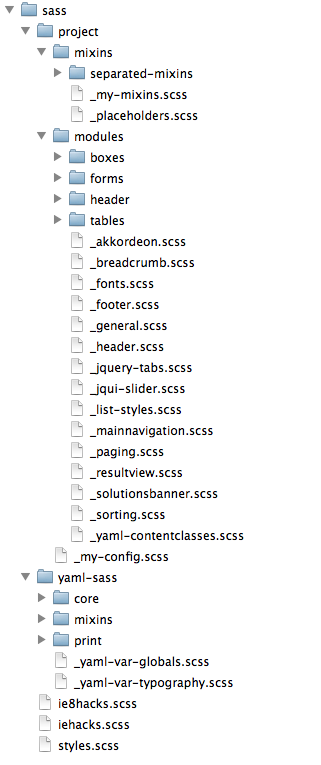 sass
project
mixins
separated-mixins
_my-mixins.scss
_placeholders.scss
modules
boxes
forms
header
tables
_akkordeon.scss
_breadcrumb.scss
_fonts.scss
_footer.scss
_general.scss
_header.scss
_jquery-tabs.scss
_jqui-slider.scss
_list-styles.scss
_mainnavigation.scss
_paging.scss
_resultview.scss
_solutionsbanner.scss
_sorting.scss
_yaml-contentclasses.scss
_my-config.scss
yaml-sass
core
mixins
print
_yaml-var-globals.scss
_yaml-var-typography.scss
ie8hacks.scss
iehacks.scss
styles.scss